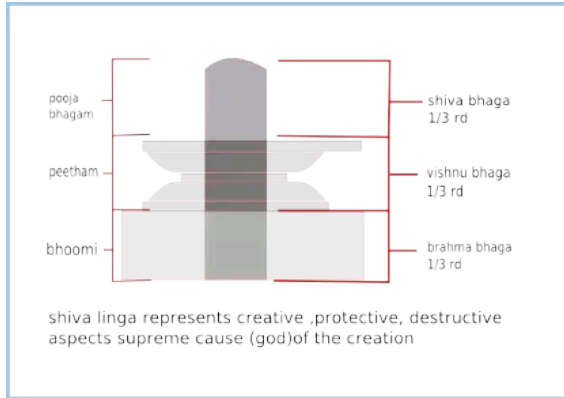 pooja
bhagam
shiva bhaga
1/3 rd
peetham
vishnu bhaga
1/3 rd
bhoomi
brahma bhaga
1/3 rd
shiva linga represents creative ,protective, destructive
aspects supreme cause (god)of the creation